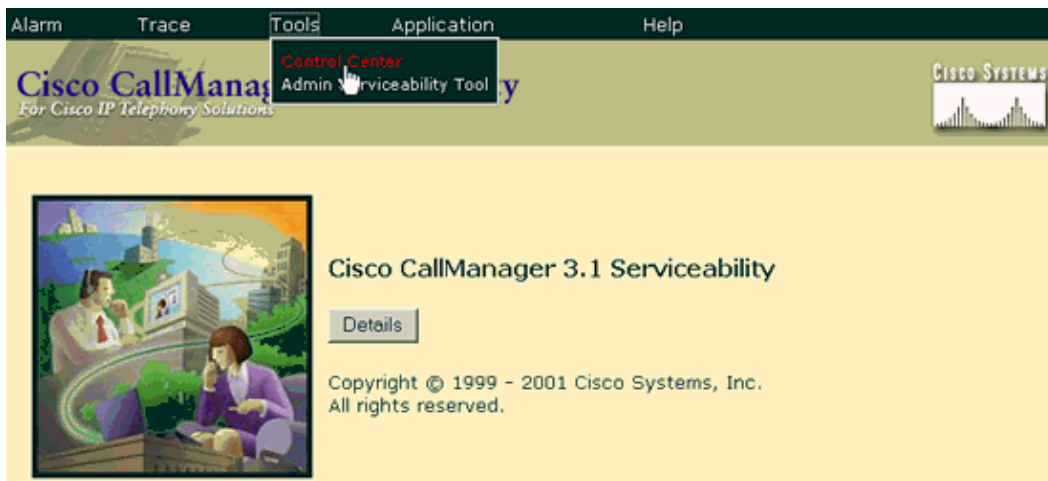 Alarm Trace Tools Application Help
Control Center
Admin Serviceability Tool
Cisco CallManag y
For Cisco IP Telephony Solutions
CISCO SYSTEMS
Cisco CallManager 3.1 Serviceability
Details
Copyright © 1999 - 2001 Cisco Systems, Inc.
All rights reserved.